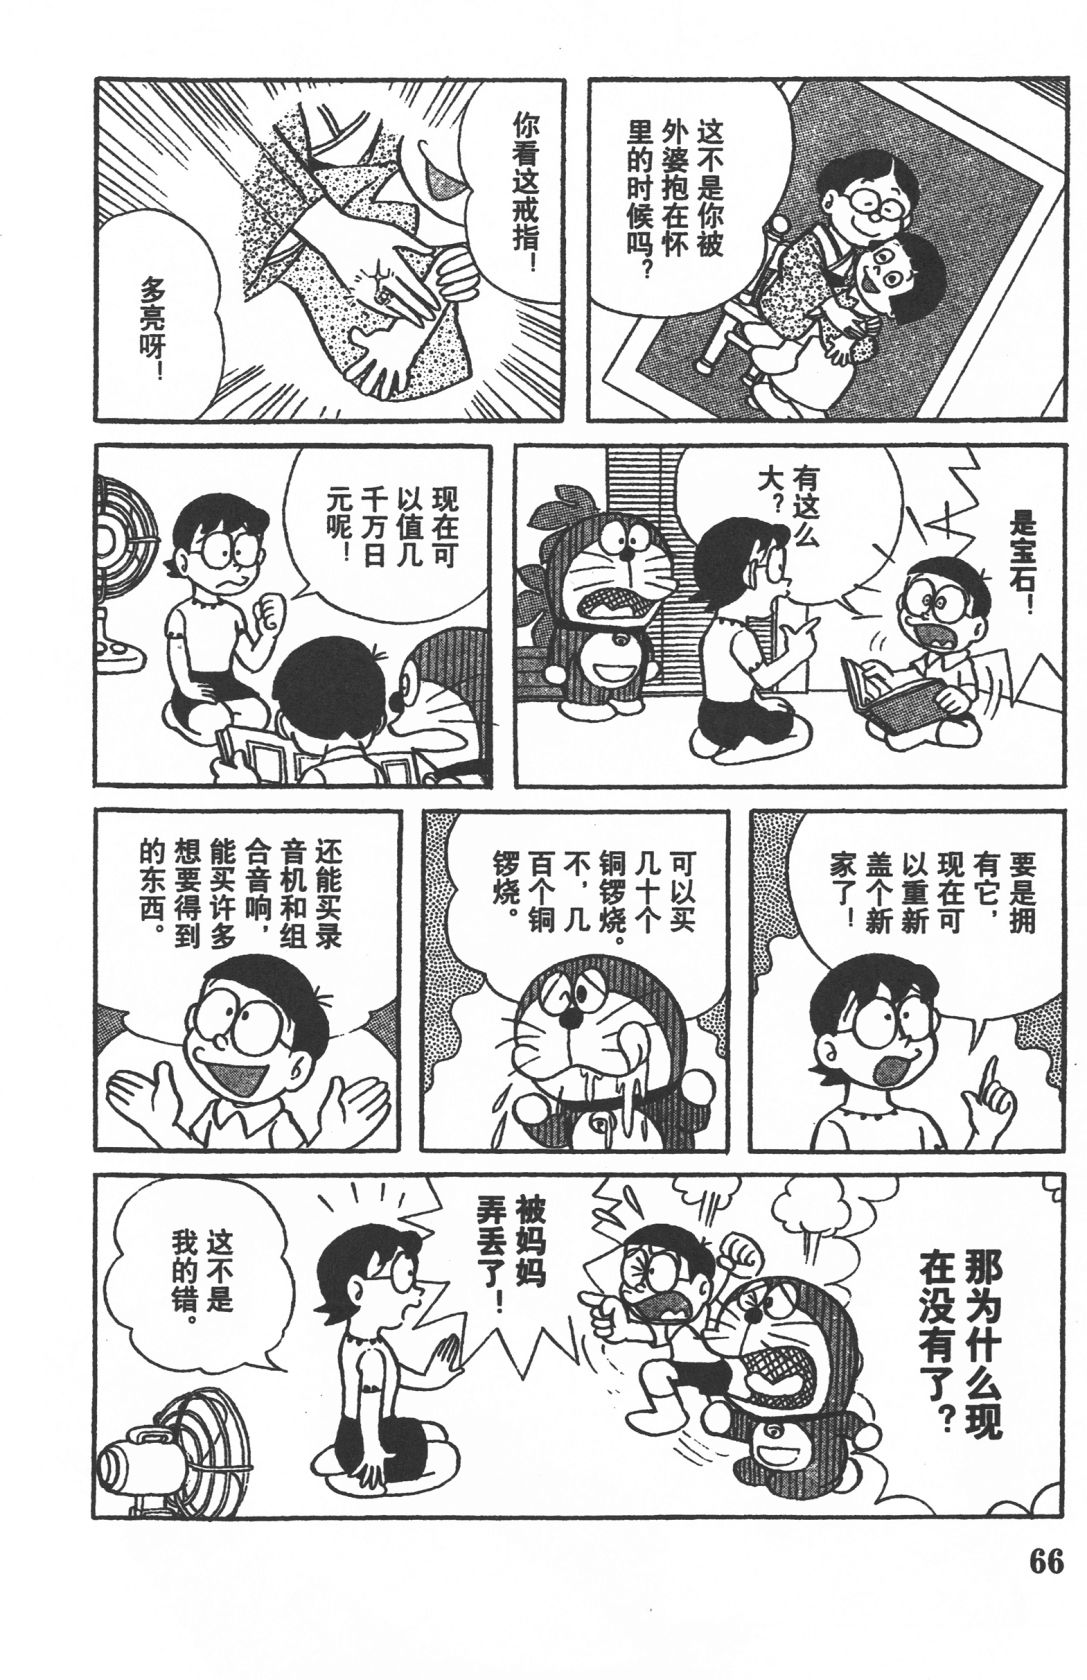 这不是你被
外婆抱在怀
里的时候吗？
你看这戒指！
多亮呀！
是宝石！
有这么
大？
现在可
以值几
千万日
元呢！
要是拥
有它，
现在可
以重新
盖个新
家了！
可以买
几十个
铜锣烧。
不，几
百个铜
锣烧。
还能买录
音机和组
合音响，
能买许多
想要得到
的东西。
那为什么现
在没有了？
被妈妈
弄丢了！
这不是
我的错。
66